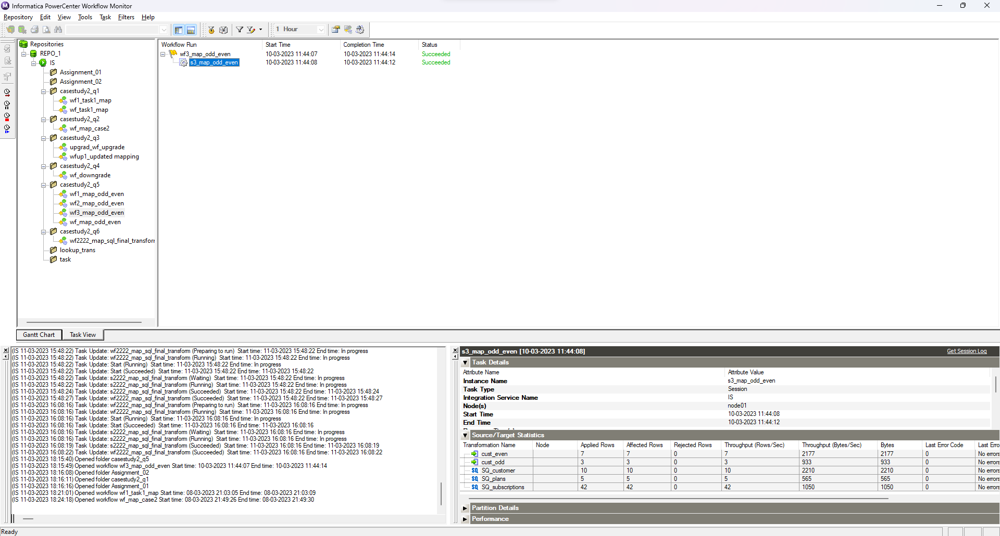 Informatica PowerCenter Workflow Monitor
Repository Edit View Tools Task Filters Help
1 Hour
Repositories
REPO_1
IS
Assignment_01
Assignment_02
casestudy2_q1
wf1_task1_map
wf_task1_map
casestudy2_q2
wf_map_case2
casestudy2_q3
upgrad_wf_upgrade
wfup1_updated mapping
casestudy2_q4
wf_downgrade
casestudy2_q5
wf1_map_odd_even
wf2_map_odd_even
wf3_map_odd_even
wf_map_odd_even
casestudy2_q6
wf2222_map_sql_final_transforr
lookup_trans
task
Workflow Run Start Time Completion Time Status
wf3_map_odd_even 10-03-2023 11:44:07 10-03-2023 11:44:14 Succeeded
s3_map_odd_even 10-03-2023 11:44:08 10-03-2023 11:44:12 Succeeded
Gantt Chart Task View
(IS 11-03-2023 15:48:22) Task Update: wf2222_map_sql_final_transform (Preparing to run) Start time: 11-03-2023 15:48:22 End time: In progress
(IS 11-03-2023 15:48:22) Task Update: wf2222_map_sql_final_transform (Running) Start time: 11-03-2023 15:48:22 End time: In progress
(IS 11-03-2023 15:48:22) Task Update: Start (Running) Start time: 11-03-2023 15:48:22 End time: In progress
(IS 11-03-2023 15:48:22) Task Update: Start (Succeeded) Start time: 11-03-2023 15:48:22 End time: 11-03-2023 15:48:22
(IS 11-03-2023 15:48:22) Task Update: s2222_map_sql_final_transform (Waiting) Start time: 11-03-2023 15:48:22 End time: In progress
(IS 11-03-2023 15:48:22) Task Update: s2222_map_sql_final_transform (Running) Start time: 11-03-2023 15:48:22 End time: In progress
(IS 11-03-2023 15:48:24) Task Update: s2222_map_sql_final_transform (Succeeded) Start time: 11-03-2023 15:48:22 End time: 11-03-2023 15:48:24
(IS 11-03-2023 15:48:27) Task Update: wf2222_map_sql_final_transform (Succeeded) Start time: 11-03-2023 15:48:22 End time: 11-03-2023 15:48:27
(IS 11-03-2023 16:08:16) Task Update: wf2222_map_sql_final_transform (Preparing to run) Start time: 11-03-2023 16:08:16 End time: In progress
(IS 11-03-2023 16:08:16) Task Update: wf2222_map_sql_final_transform (Running) Start time: 11-03-2023 16:08:16 End time: In progress
(IS 11-03-2023 16:08:16) Task Update: Start (Running) Start time: 11-03-2023 16:08:16 End time: In progress
(IS 11-03-2023 16:08:16) Task Update: Start (Succeeded) Start time: 11-03-2023 16:08:16 End time: 11-03-2023 16:08:16
(IS 11-03-2023 16:08:16) Task Update: s2222_map_sql_final_transform (Waiting) Start time: 11-03-2023 16:08:16 End time: In progress
(IS 11-03-2023 16:08:16) Task Update: s2222_map_sql_final_transform (Running) Start time: 11-03-2023 16:08:16 End time: In progress
(IS 11-03-2023 16:08:19) Task Update: s2222_map_sql_final_transform (Succeeded) Start time: 11-03-2023 16:08:16 End time: 11-03-2023 16:08:19
(IS 11-03-2023 16:08:22) Task Update: wf2222_map_sql_final_transform (Succeeded) Start time: 11-03-2023 16:08:16 End time: 11-03-2023 16:08:22
(IS 11-03-2023 18:15:40) Opened folder casestudy2_q5
(IS 11-03-2023 18:15:49) Opened workflow wf3_map_odd_even Start time: 10-03-2023 11:44:07 End time: 10-03-2023 11:44:14
(IS 11-03-2023 18:16:08) Opened folder Assignment_02
(IS 11-03-2023 18:16:11) Opened folder casestudy2_q1
(IS 11-03-2023 18:16:16) Opened folder Assignment_01
(IS 11-03-2023 18:21:01) Opened workflow wf1_task1_map Start time: 08-03-2023 21:03:05 End time: 08-03-2023 21:03:09
(IS 11-03-2023 18:24:18) Opened workflow wf_map_case2 Start time: 08-03-2023 21:49:26 End time: 08-03-2023 21:49:30
s3_map_odd_even [10-03-2023 11:44:08] Get Session Log
Task Details
Attribute Name Attribute Value
Instance Name s3_map_odd_even
Task Type Session
Integration Service Name IS
Node(s) node01
Start Time 10-03-2023 11:44:08
End Time 10-03-2023 11:44:12
Source/Target Statistics
Transformation Name Node Applied Rows Affected Rows Rejected Rows Throughput (Rows/Sec) Throughput (Bytes/Sec) Bytes Last Error Code Last Erro
cust_even 7 7 0 7 2177 2177 0 No errors
cust_odd 3 3 0 3 933 933 0 No errors
SQ SQ_customer 10 10 0 10 2210 2210 0 No errors
SQ SQ_plans 5 5 0 5 565 565 0 No errors
SQ SQ_subscriptions 42 42 0 42 1050 1050 0 No errors
Partition Details
Performance
Ready